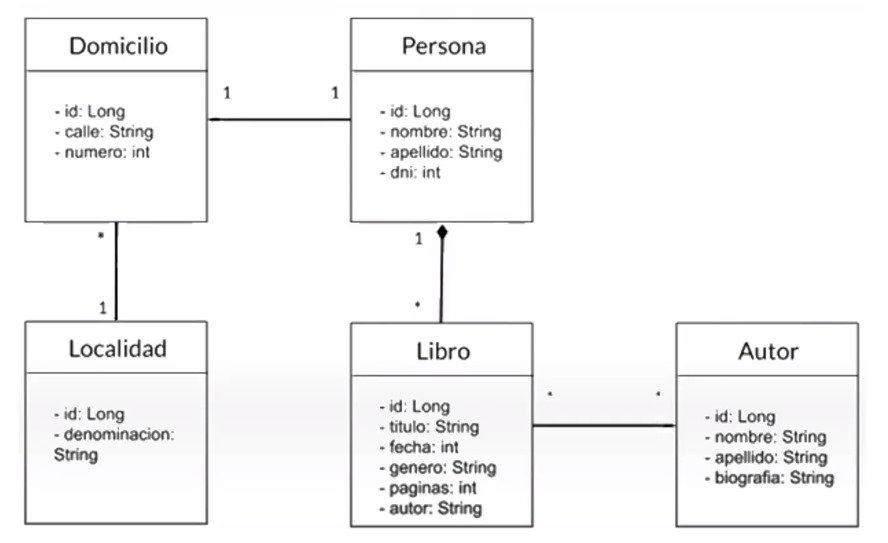 Domicilio
- id: Long
- calle: String
- numero: int
1
1
Persona
- id: Long
- nombre: String
- apellido: String
- dni: int
*
1
1
*
Localidad
- id: Long
- denominacion:
String
Libro
- id: Long
- titulo: String
- fecha: int
- genero: String
- paginas: int
- autor: String
*
*
Autor
- id: Long
- nombre: String
- apellido: String
- biografia: String